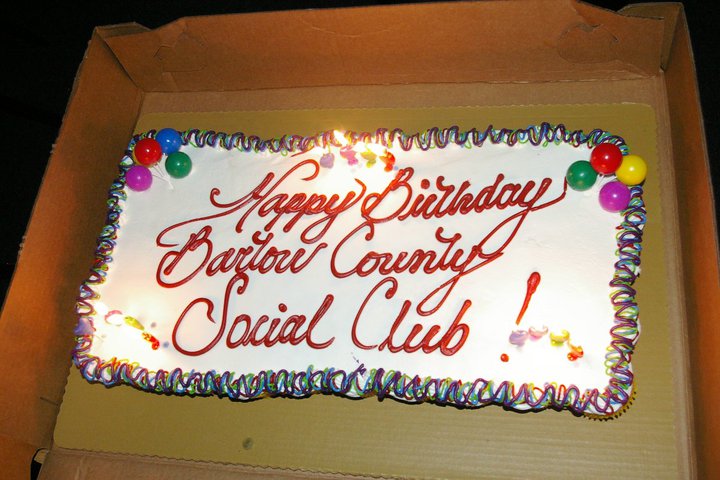 Happy Birthday
Bartow County
Social Club!